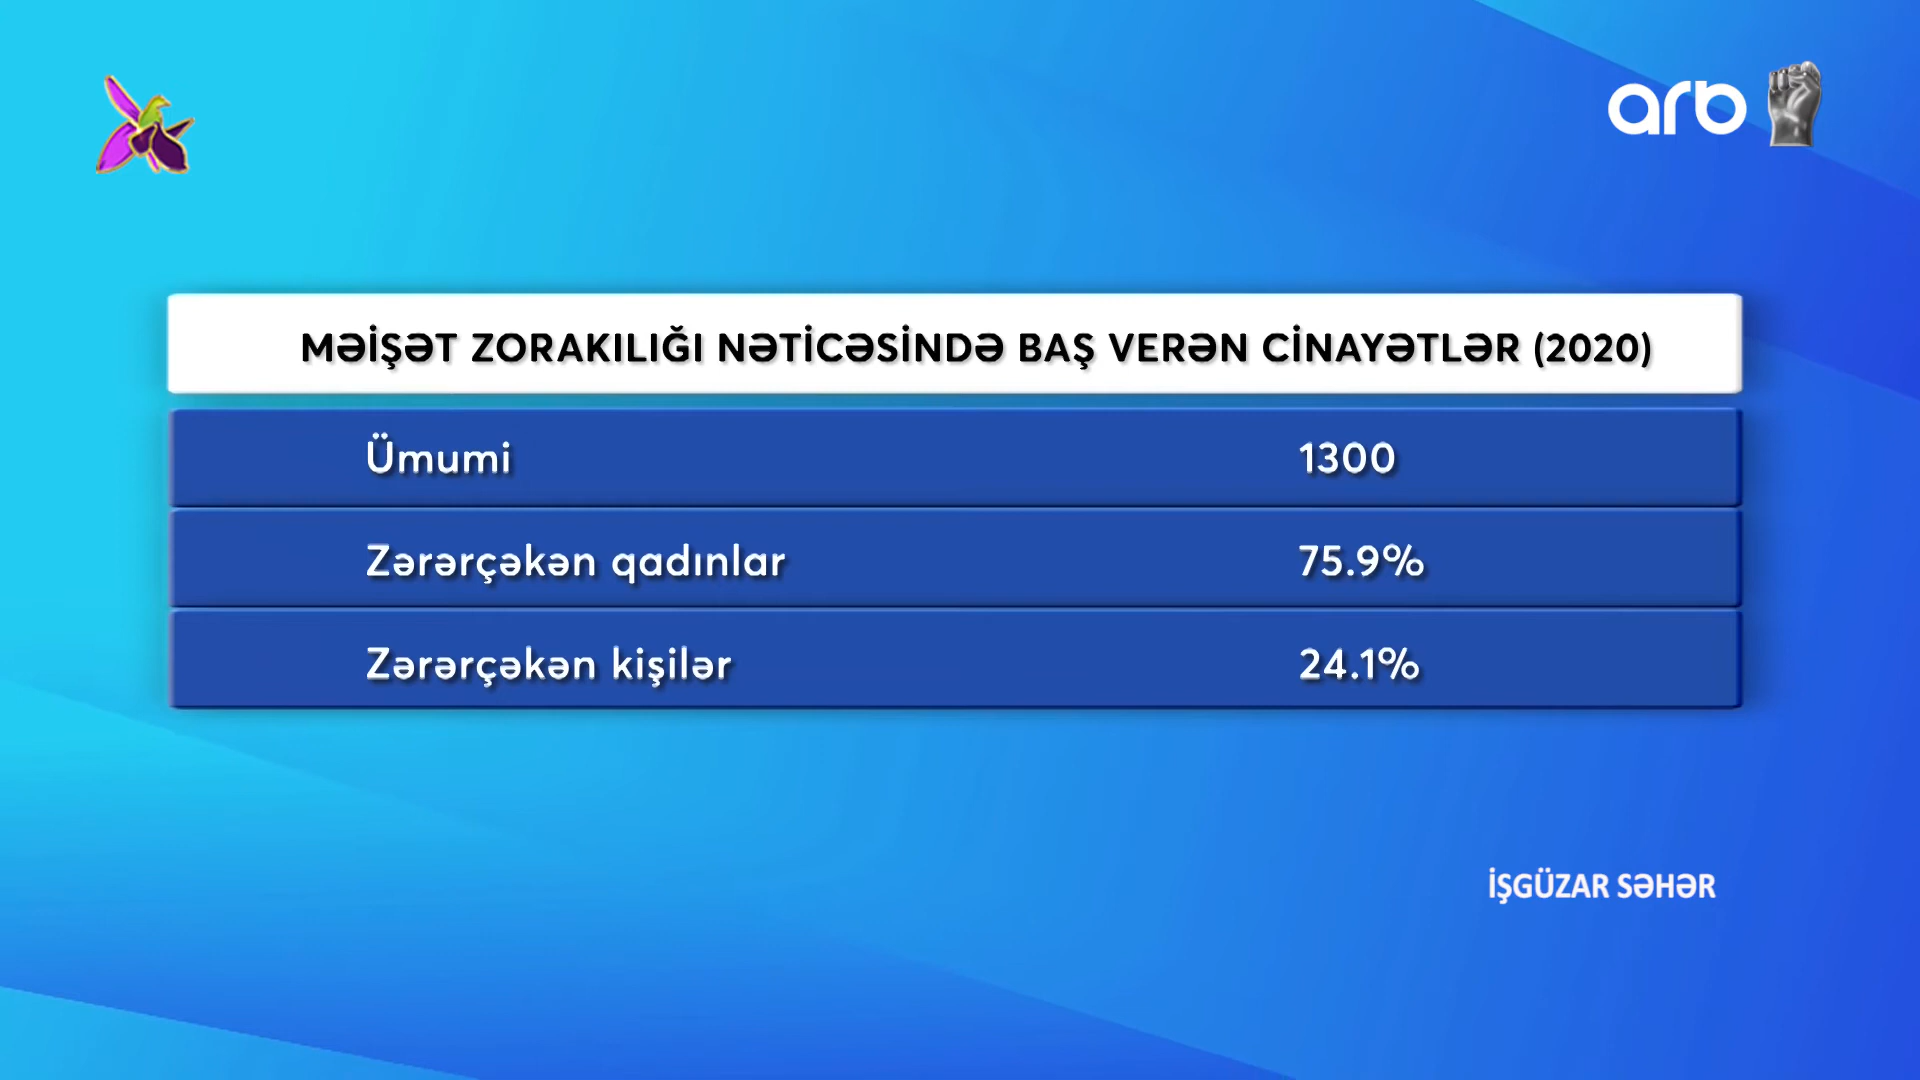 arb
MƏİŞƏT ZORAKILIĞI NƏTİCƏSİNDƏ BAŞ VERƏN CİNAYƏTLƏR (2020)
Ümumi 1300
Zərərçəkən qadınlar 75.9%
Zərərçəkən kişilər 24.1%
İŞGÜZAR SƏHƏR